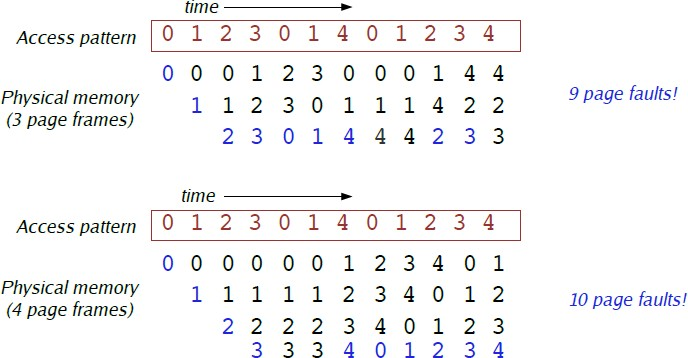 time
Access pattern 0 1 2 3 0 1 4 0 1 2 3 4
0 0 0 1 2 3 0 0 0 1 4 4
Physical memory 1 1 2 3 0 1 1 1 4 2 2 9 page faults!
(3 page frames) 2 3 0 1 4 4 4 2 3 3
time
Access pattern 0 1 2 3 0 1 4 0 1 2 3 4
0 0 0 0 0 0 1 2 3 4 0 1
Physical memory 1 1 1 1 1 2 3 4 0 1 2 10 page faults!
(4 page frames) 2 2 2 2 3 4 0 1 2 3
3 3 3 4 0 1 2 3 4